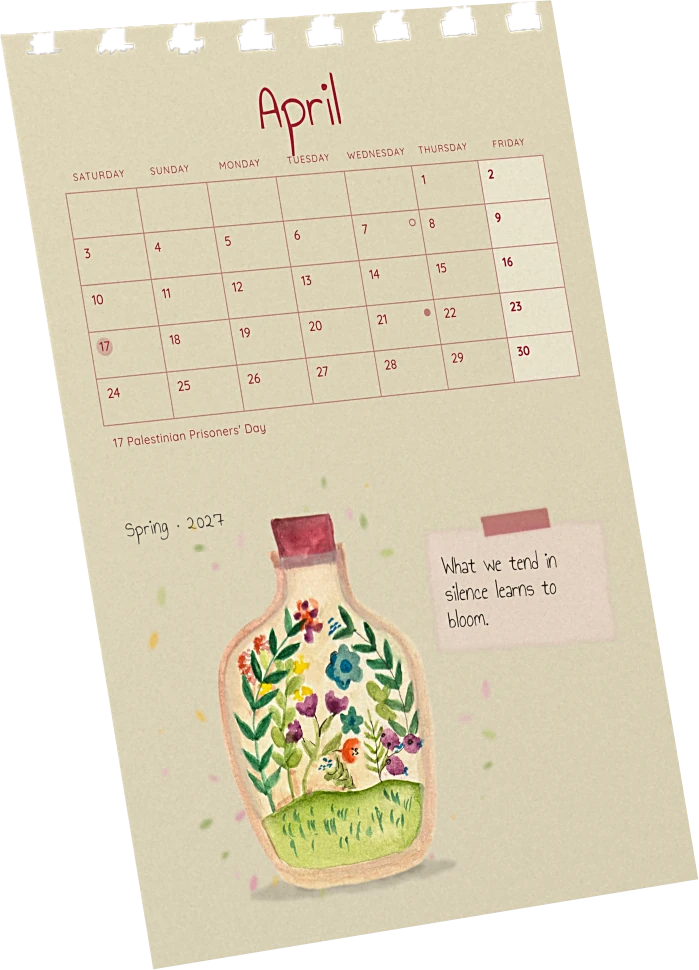 April
SATURDAY SUNDAY MONDAY TUESDAY WEDNESDAY THURSDAY FRIDAY
1 2
3 4 5 6 7 8 9
10 11 12 13 14 15 16
17 18 19 20 21 22 23
24 25 26 27 28 29 30
17 Palestinian Prisoners' Day
Spring · 2027
What we tend in
silence learns to
bloom.